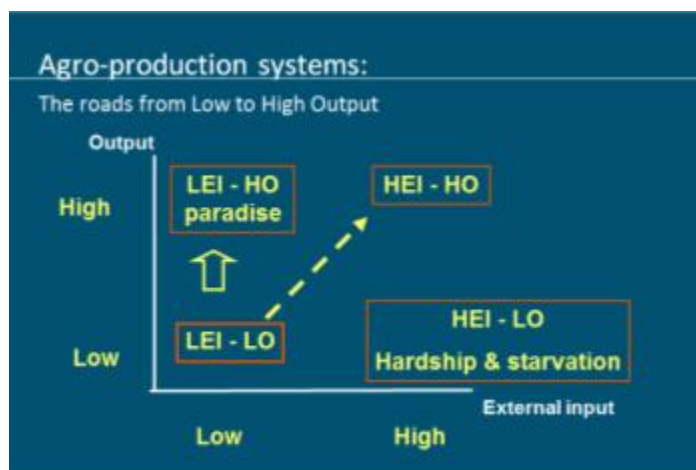 Agro-production systems:
The roads from Low to High Output
Output
High
LEI - HO
paradise
HEI - HO
Low
LEI - LO
HEI - LO
Hardship & starvation
External input
Low
High